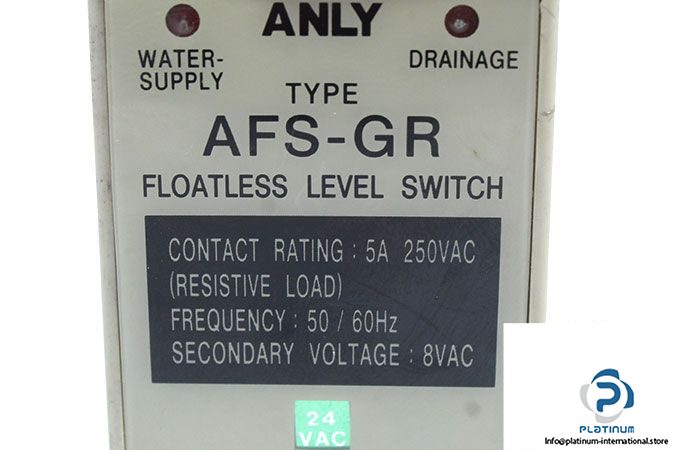 ANLY
WATER-
SUPPLY
DRAINAGE
TYPE
AFS-GR
FLOATLESS LEVEL SWITCH
CONTACT RATING : 5A 250VAC
(RESISTIVE LOAD)
FREQUENCY : 50 / 60Hz
SECONDARY VOLTAGE : 8VAC
24
VAC
PLATINUM
Info@platinum-international.store